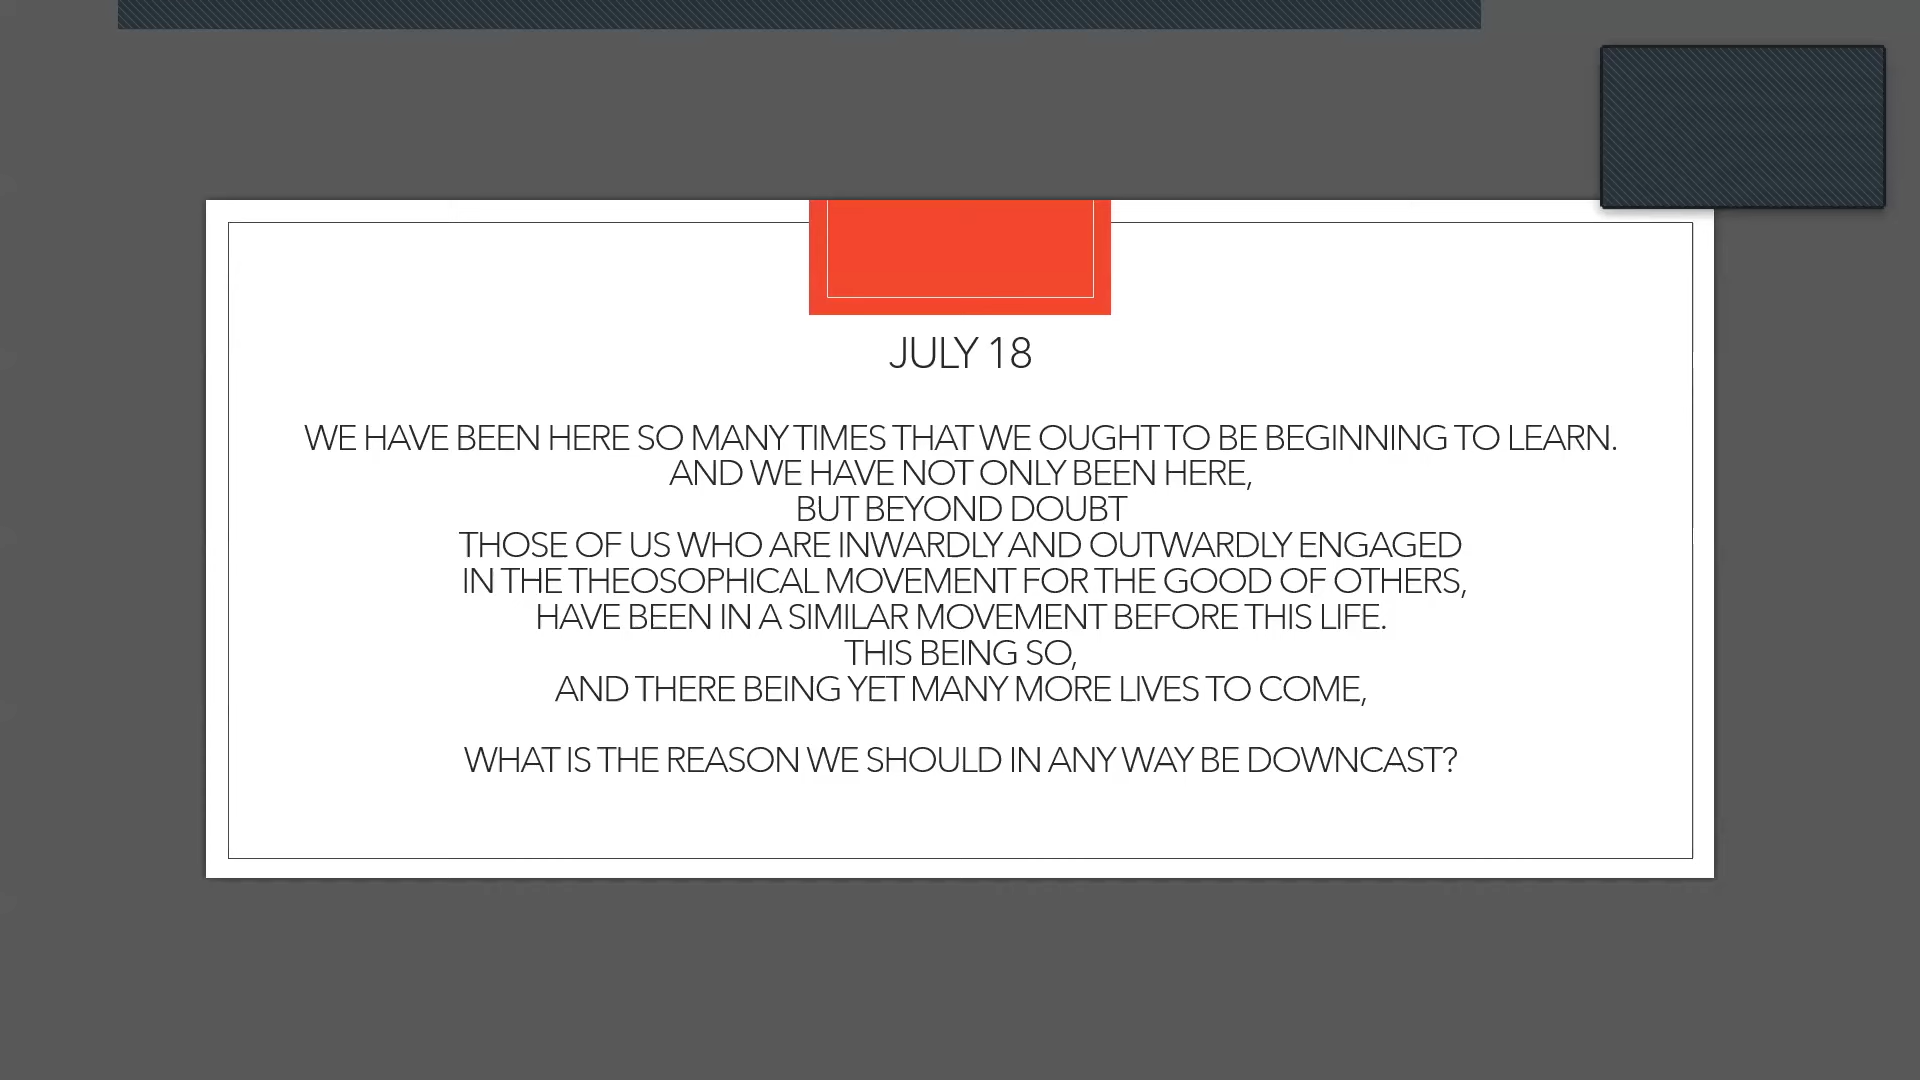 JULY 18
WE HAVE BEEN HERE SO MANY TIMES THAT WE OUGHT TO BE BEGINNING TO LEARN.
AND WE HAVE NOT ONLY BEEN HERE,
BUT BEYOND DOUBT
THOSE OF US WHO ARE INWARDLY AND OUTWARDLY ENGAGED
IN THE THEOSOPHICAL MOVEMENT FOR THE GOOD OF OTHERS,
HAVE BEEN IN A SIMILAR MOVEMENT BEFORE THIS LIFE.
THIS BEING SO,
AND THERE BEING YET MANY MORE LIVES TO COME,
WHAT IS THE REASON WE SHOULD IN ANY WAY BE DOWNCAST?